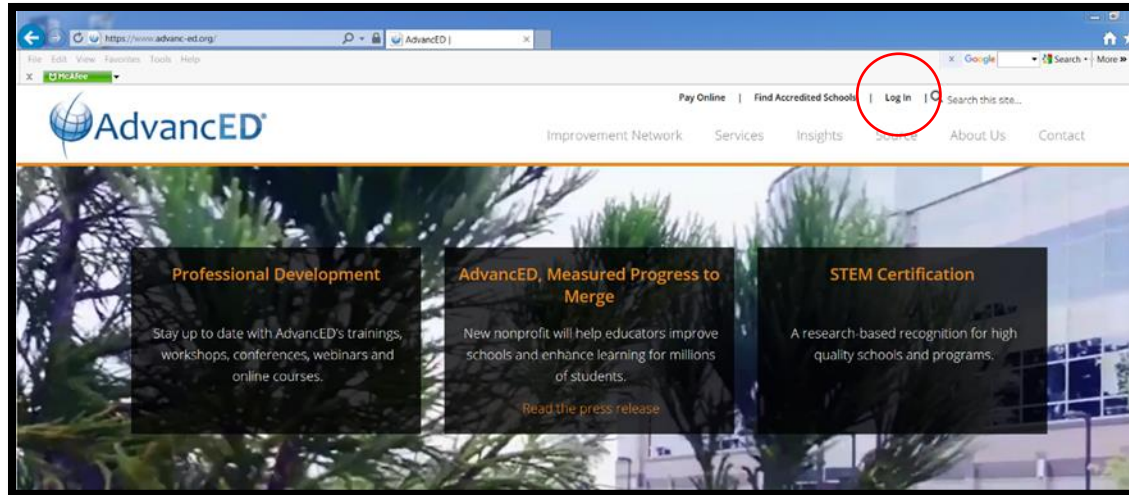 https://www.advanc-ed.org/
AdvancED |
File Edit View Favorites Tools Help
x Google Search More »
X McAfee
Pay Online | Find Accredited Schools | Log In | Search this site...
AdvancED
Improvement Network Services Insights Source About Us Contact
Professional Development
Stay up to date with AdvancED's trainings,
workshops, conferences, webinars and
online courses.
AdvancED, Measured Progress to
Merge
New nonprofit will help educators improve
schools and enhance learning for millions
of students.
Read the press release
STEM Certification
A research-based recognition for high
quality schools and programs.